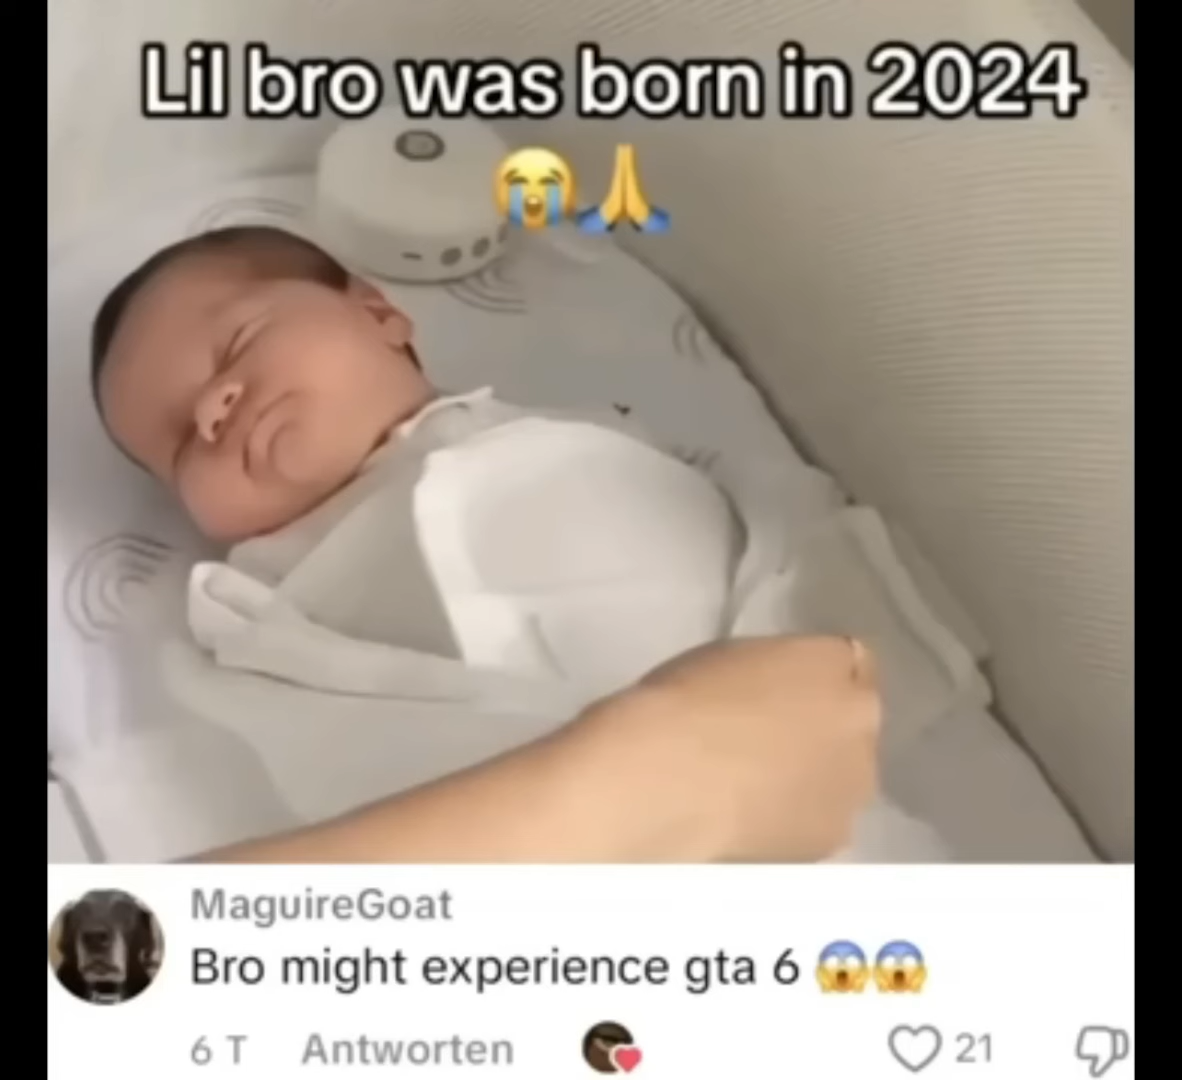 Lil bro was born in 2024
😭🙏
MaguireGoat
Bro might experience gta 6 😱😱
6 T Antworten 21